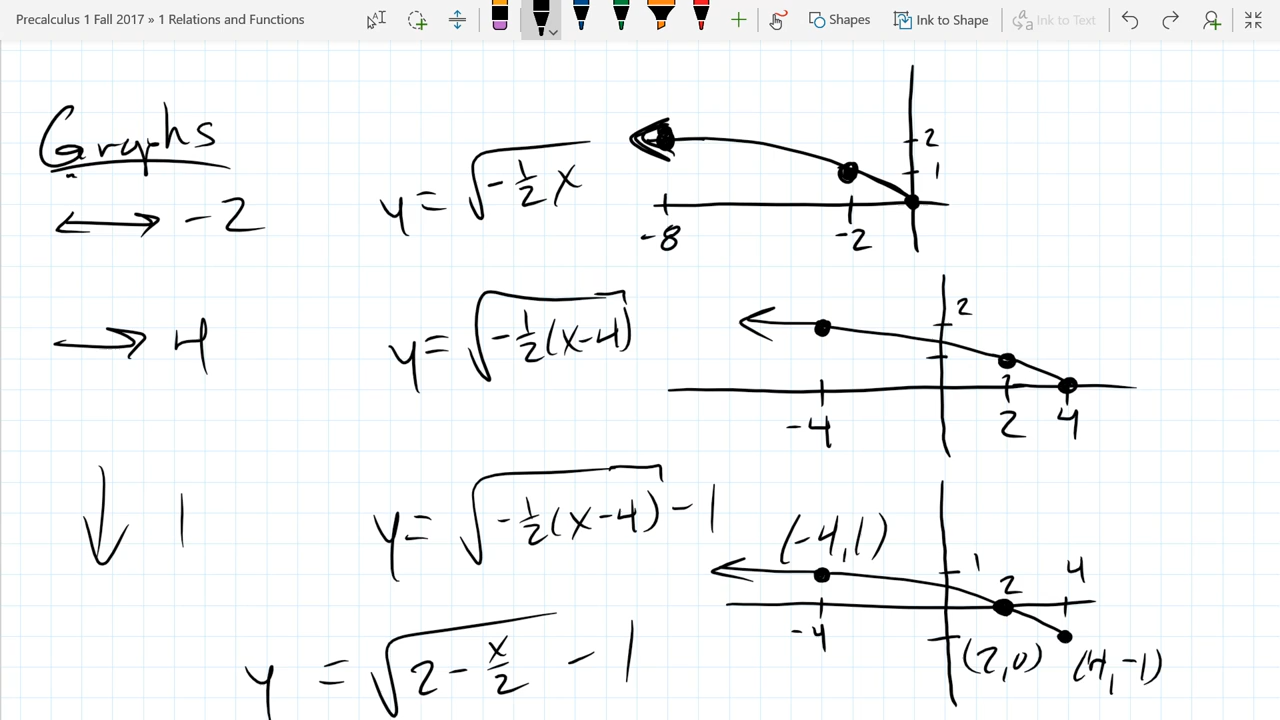 Precalculus 1 Fall 2017 » 1 Relations and Functions
Shapes
Ink to Shape
Ink to Text
Graphs
↔ -2
y = √(-1/2 x)
2
1
-8
-2
→ 4
y = √(-1/2(x-4))
2
-4
2
4
↓ 1
y = √(-1/2(x-4)) - 1
(-4,1)
1
2
4
-4
(2,0)
(4,-1)
y = √(2 - x/2) - 1